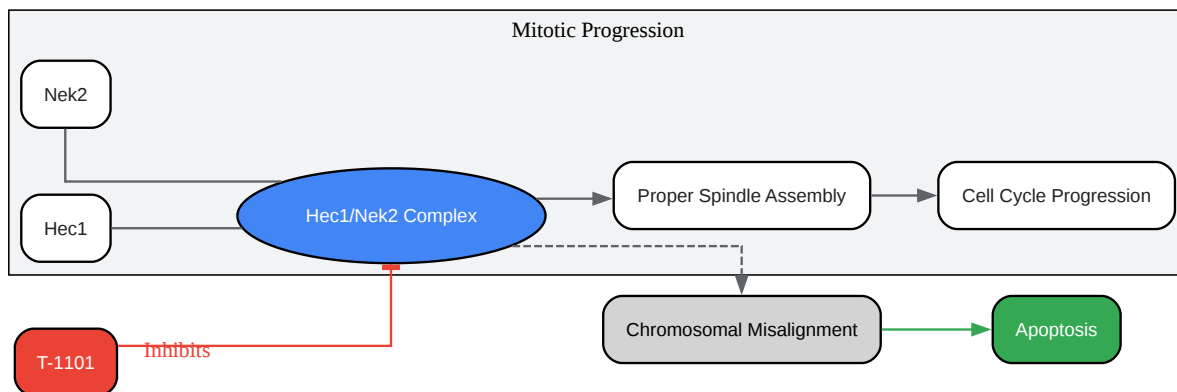 Mitotic Progression
Nek2
Hec1
Hec1/Nek2 Complex
Proper Spindle Assembly
Cell Cycle Progression
T-1101
Inhibits
Chromosomal Misalignment
Apoptosis